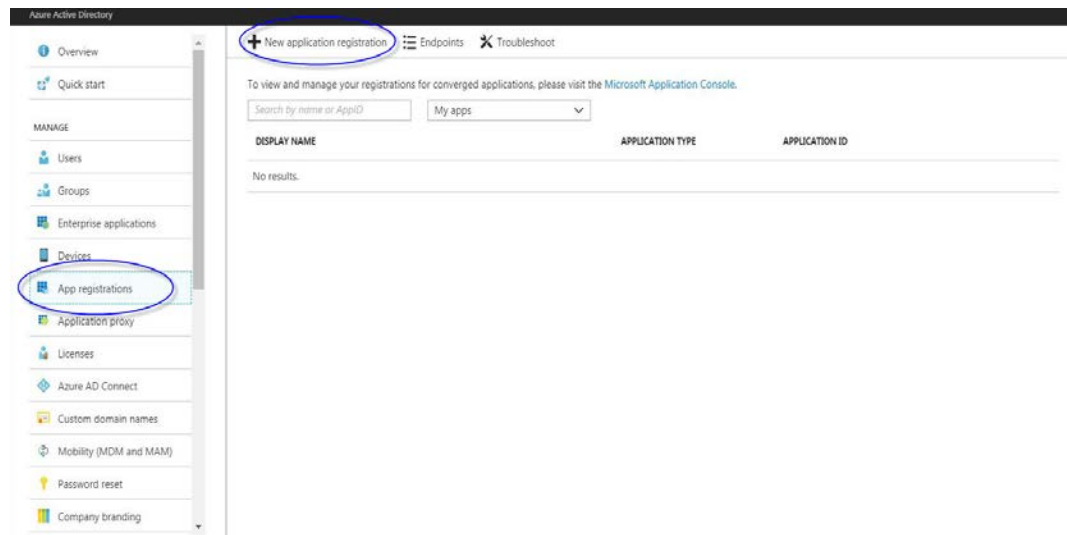 Azure Active Directory
Overview
Quick start
MANAGE
Users
Groups
Enterprise applications
Devices
App registrations
Application proxy
Licenses
Azure AD Connect
Custom domain names
Mobility (MDM and MAM)
Password reset
Company branding
New application registration Endpoints Troubleshoot
To view and manage your registrations for converged applications, please visit the Microsoft Application Console.
Search by name or AppID My apps
DISPLAY NAME APPLICATION TYPE APPLICATION ID
No results.